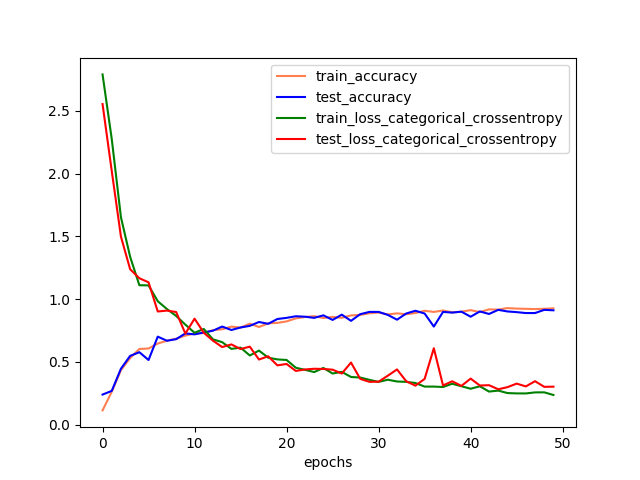 train_accuracy
test_accuracy
train_loss_categorical_crossentropy
test_loss_categorical_crossentropy
2.5
2.0
1.5
1.0
0.5
0.0
0 10 20 30 40 50
epochs